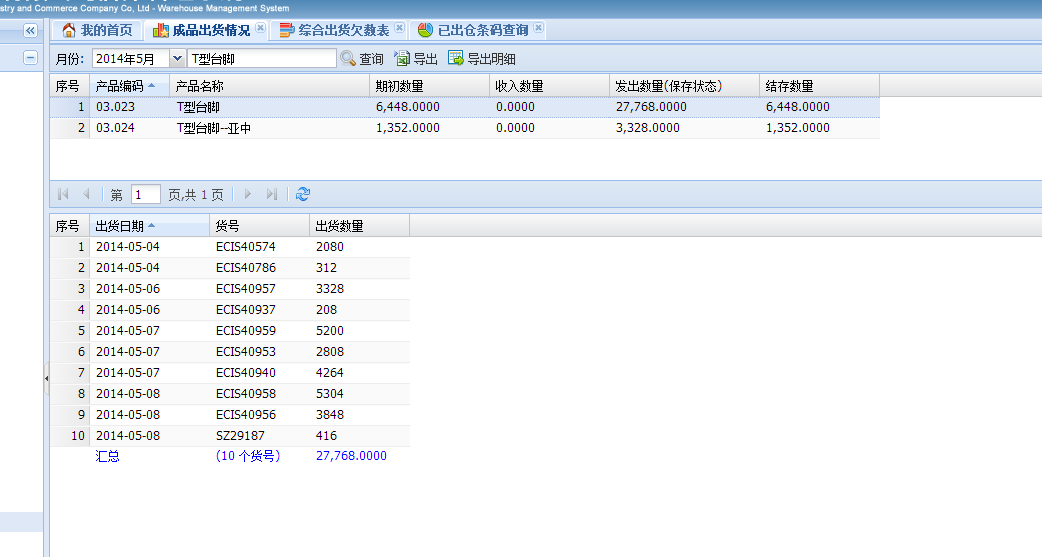 stry and Commerce Company Co, Ltd - Warehouse Management System
我的首页 成品出货情况 综合出货欠数表 已出仓条码查询
月份: 2014年5月 T型台脚 查询 导出 导出明细
序号 产品编码 产品名称 期初数量 收入数量 发出数量(保存状态) 结存数量
1 03.023 T型台脚 6,448.0000 0.0000 27,768.0000 6,448.0000
2 03.024 T型台脚--亚中 1,352.0000 0.0000 3,328.0000 1,352.0000
第 1 页,共 1 页
序号 出货日期 货号 出货数量
1 2014-05-04 ECIS40574 2080
2 2014-05-04 ECIS40786 312
3 2014-05-06 ECIS40957 3328
4 2014-05-06 ECIS40937 208
5 2014-05-07 ECIS40959 5200
6 2014-05-07 ECIS40953 2808
7 2014-05-07 ECIS40940 4264
8 2014-05-08 ECIS40958 5304
9 2014-05-08 ECIS40956 3848
10 2014-05-08 SZ29187 416
汇总 (10 个货号) 27,768.0000